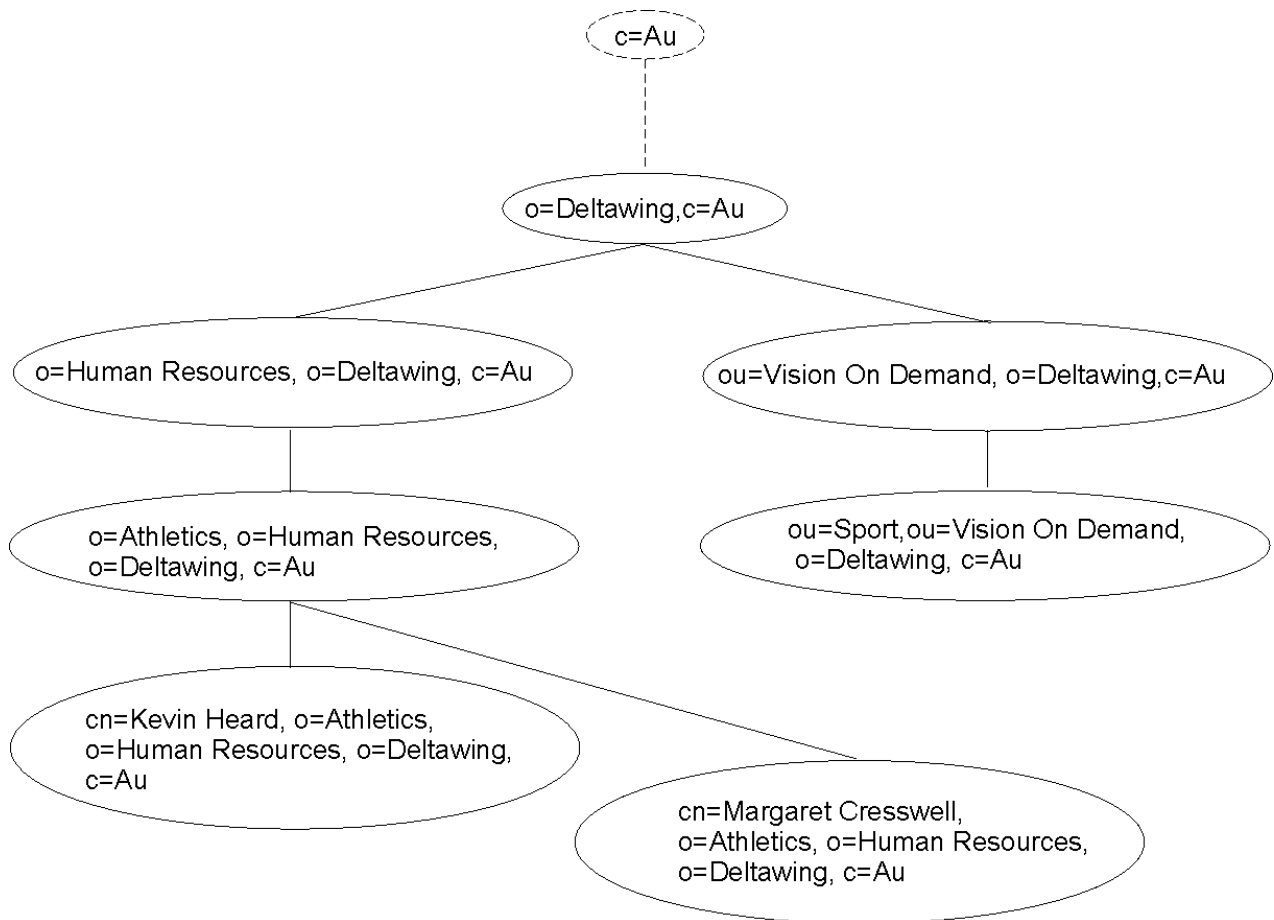 c=Au
o=Deltawing,c=Au
o=Human Resources, o=Deltawing, c=Au
ou=Vision On Demand, o=Deltawing,c=Au
o=Athletics, o=Human Resources,
o=Deltawing, c=Au
ou=Sport,ou=Vision On Demand,
o=Deltawing, c=Au
cn=Kevin Heard, o=Athletics,
o=Human Resources, o=Deltawing,
c=Au
cn=Margaret Cresswell,
o=Athletics, o=Human Resources,
o=Deltawing, c=Au